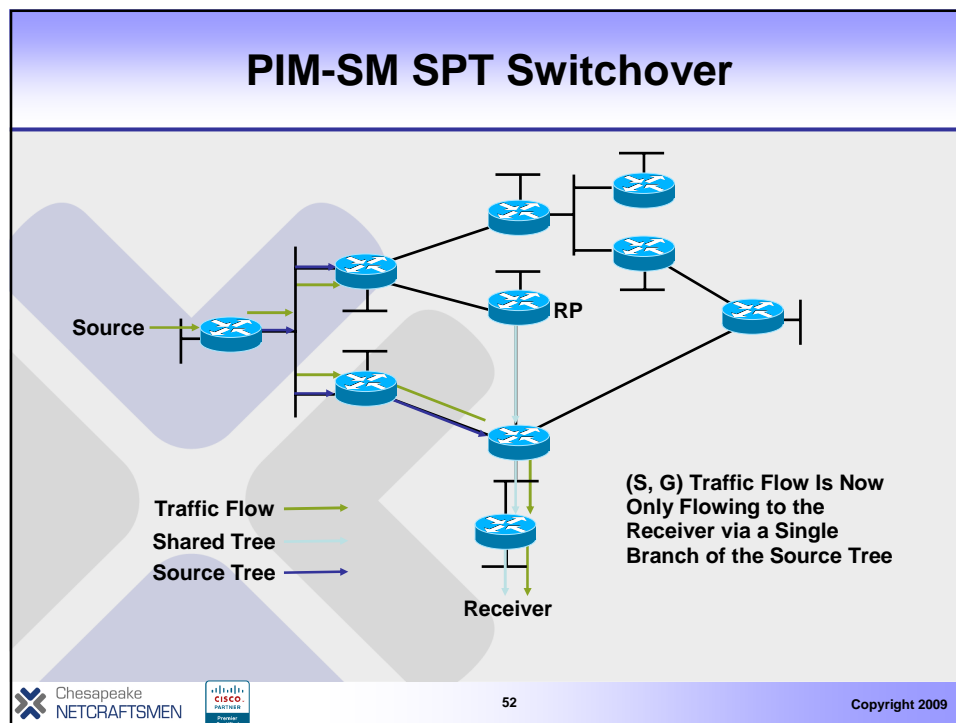 PIM-SM SPT Switchover
Source
RP
Traffic Flow
Shared Tree
Source Tree
(S, G) Traffic Flow Is Now
Only Flowing to the
Receiver via a Single
Branch of the Source Tree
Receiver
Chesapeake
NETCRAFTSMEN
CISCO
PARTNER
Premier
52
Copyright 2009